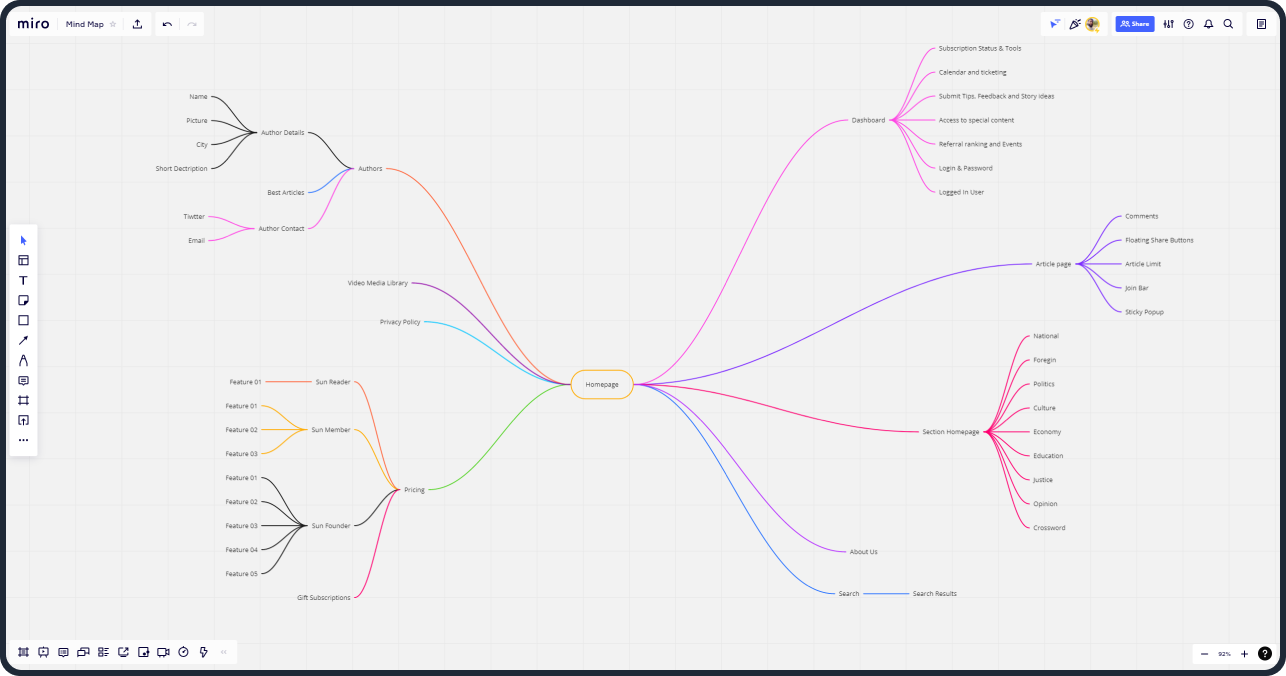 miro
Mind Map
Share
Name
Picture
City
Short Dectription
Author Details
Authors
Best Articles
Tiwtter
Email
Author Contact
Video Media Library
Privacy Policy
Homepage
Feature 01
Sun Reader
Feature 01
Feature 02
Feature 03
Sun Member
Pricing
Feature 01
Feature 02
Feature 03
Feature 04
Feature 05
Sun Founder
Gift Subscriptions
Dashboard
Subscription Status & Tools
Calendar and ticketing
Submit Tips, Feedback and Story ideas
Access to special content
Referral ranking and Events
Login & Password
Logged In User
Article page
Comments
Floating Share Buttons
Article Limit
Join Bar
Sticky Popup
Section Homepage
National
Foregin
Politics
Culture
Economy
Education
Justice
Opinion
Crossword
About Us
Search
Search Results
92%